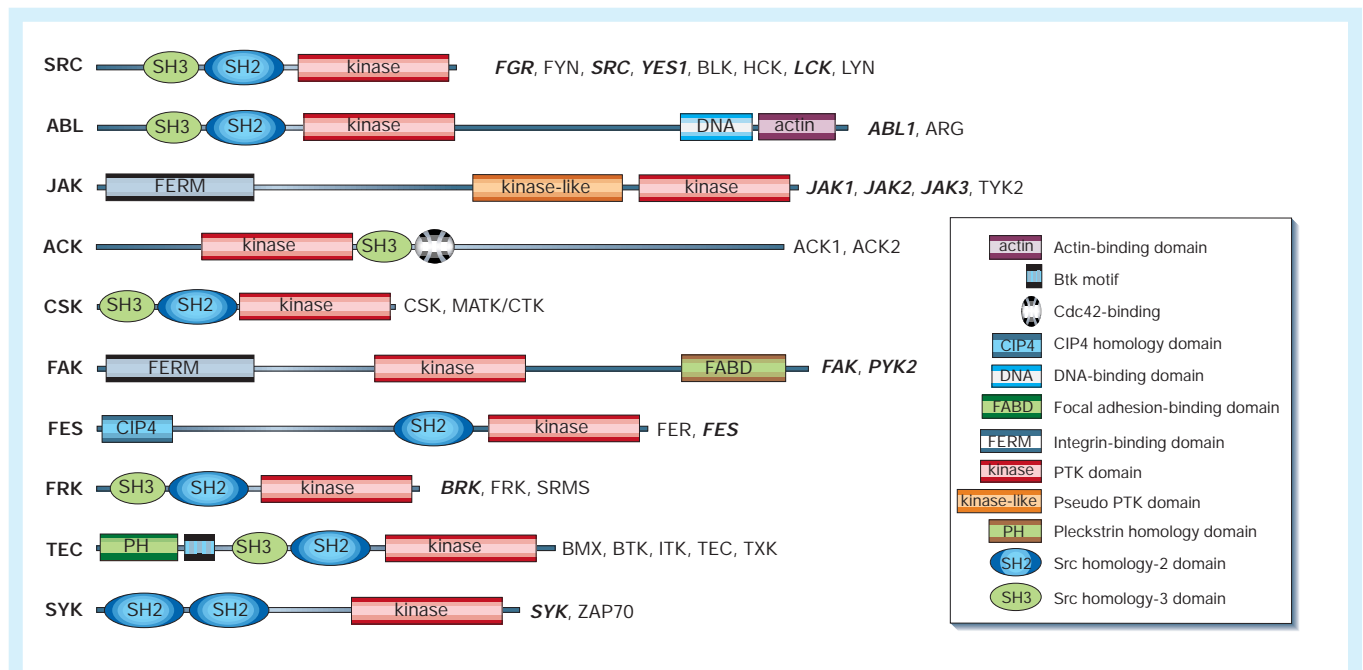 SRC SH3 SH2 kinase FGR, FYN, SRC, YES1, BLK, HCK, LCK, LYN
ABL SH3 SH2 kinase DNA actin ABL1, ARG
JAK FERM kinase-like kinase JAK1, JAK2, JAK3, TYK2
ACK kinase SH3 ACK1, ACK2
CSK SH3 SH2 kinase CSK, MATK/CTK
FAK FERM kinase FABD FAK, PYK2
FES CIP4 SH2 kinase FER, FES
FRK SH3 SH2 kinase BRK, FRK, SRMS
TEC PH SH3 SH2 kinase BMX, BTK, ITK, TEC, TXK
SYK SH2 SH2 kinase SYK, ZAP70
actin Actin-binding domain
Btk motif
Cdc42-binding
CIP4 CIP4 homology domain
DNA DNA-binding domain
FABD Focal adhesion-binding domain
FERM Integrin-binding domain
kinase PTK domain
kinase-like Pseudo PTK domain
PH Pleckstrin homology domain
SH2 Src homology-2 domain
SH3 Src homology-3 domain